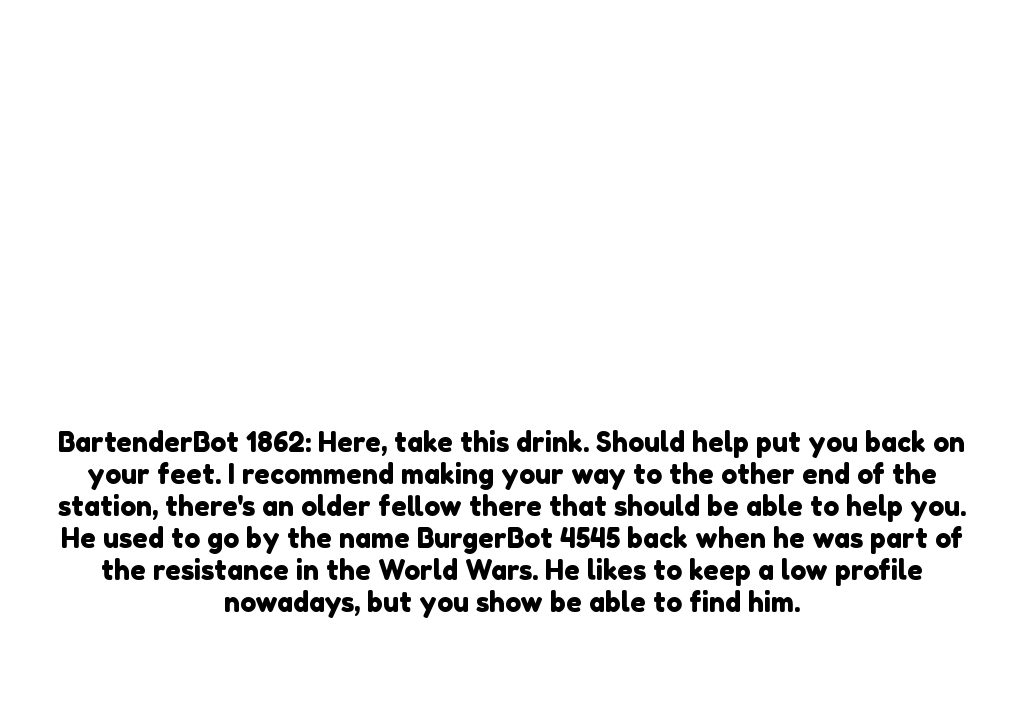 BartenderBot 1862: Here, take this drink. Should help put you back on
your feet. I recommend making your way to the other end of the
station, there's an older fellow there that should be able to help you.
He used to go by the name BurgerBot 4545 back when he was part of
the resistance in the World Wars. He likes to keep a low profile
nowadays, but you show be able to find him.